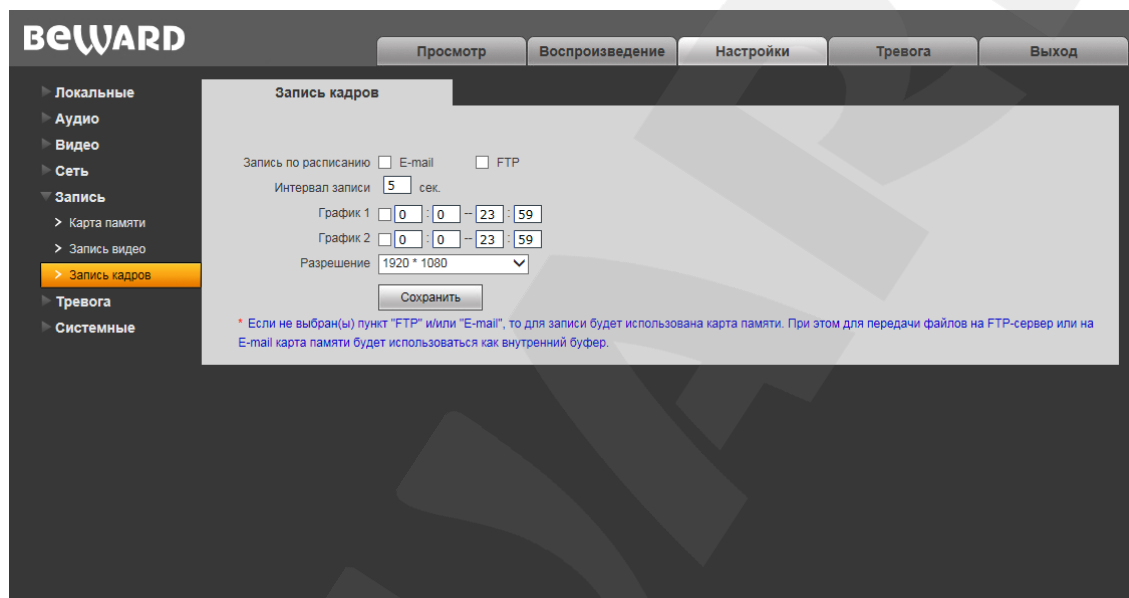 BEWARD
Просмотр Воспроизведение Настройки Тревога Выход
Локальные
Аудио
Видео
Сеть
Запись
> Карта памяти
> Запись видео
> Запись кадров
Тревога
Системные
Запись кадров
Запись по расписанию E-mail FTP
Интервал записи 5 сек.
График 1 0 : 0 -- 23 : 59
График 2 0 : 0 -- 23 : 59
Разрешение 1920 * 1080
Сохранить
* Если не выбран(ы) пункт "FTP" и/или "E-mail", то для записи будет использована карта памяти. При этом для передачи файлов на FTP-сервер или на
E-mail карта памяти будет использоваться как внутренний буфер.